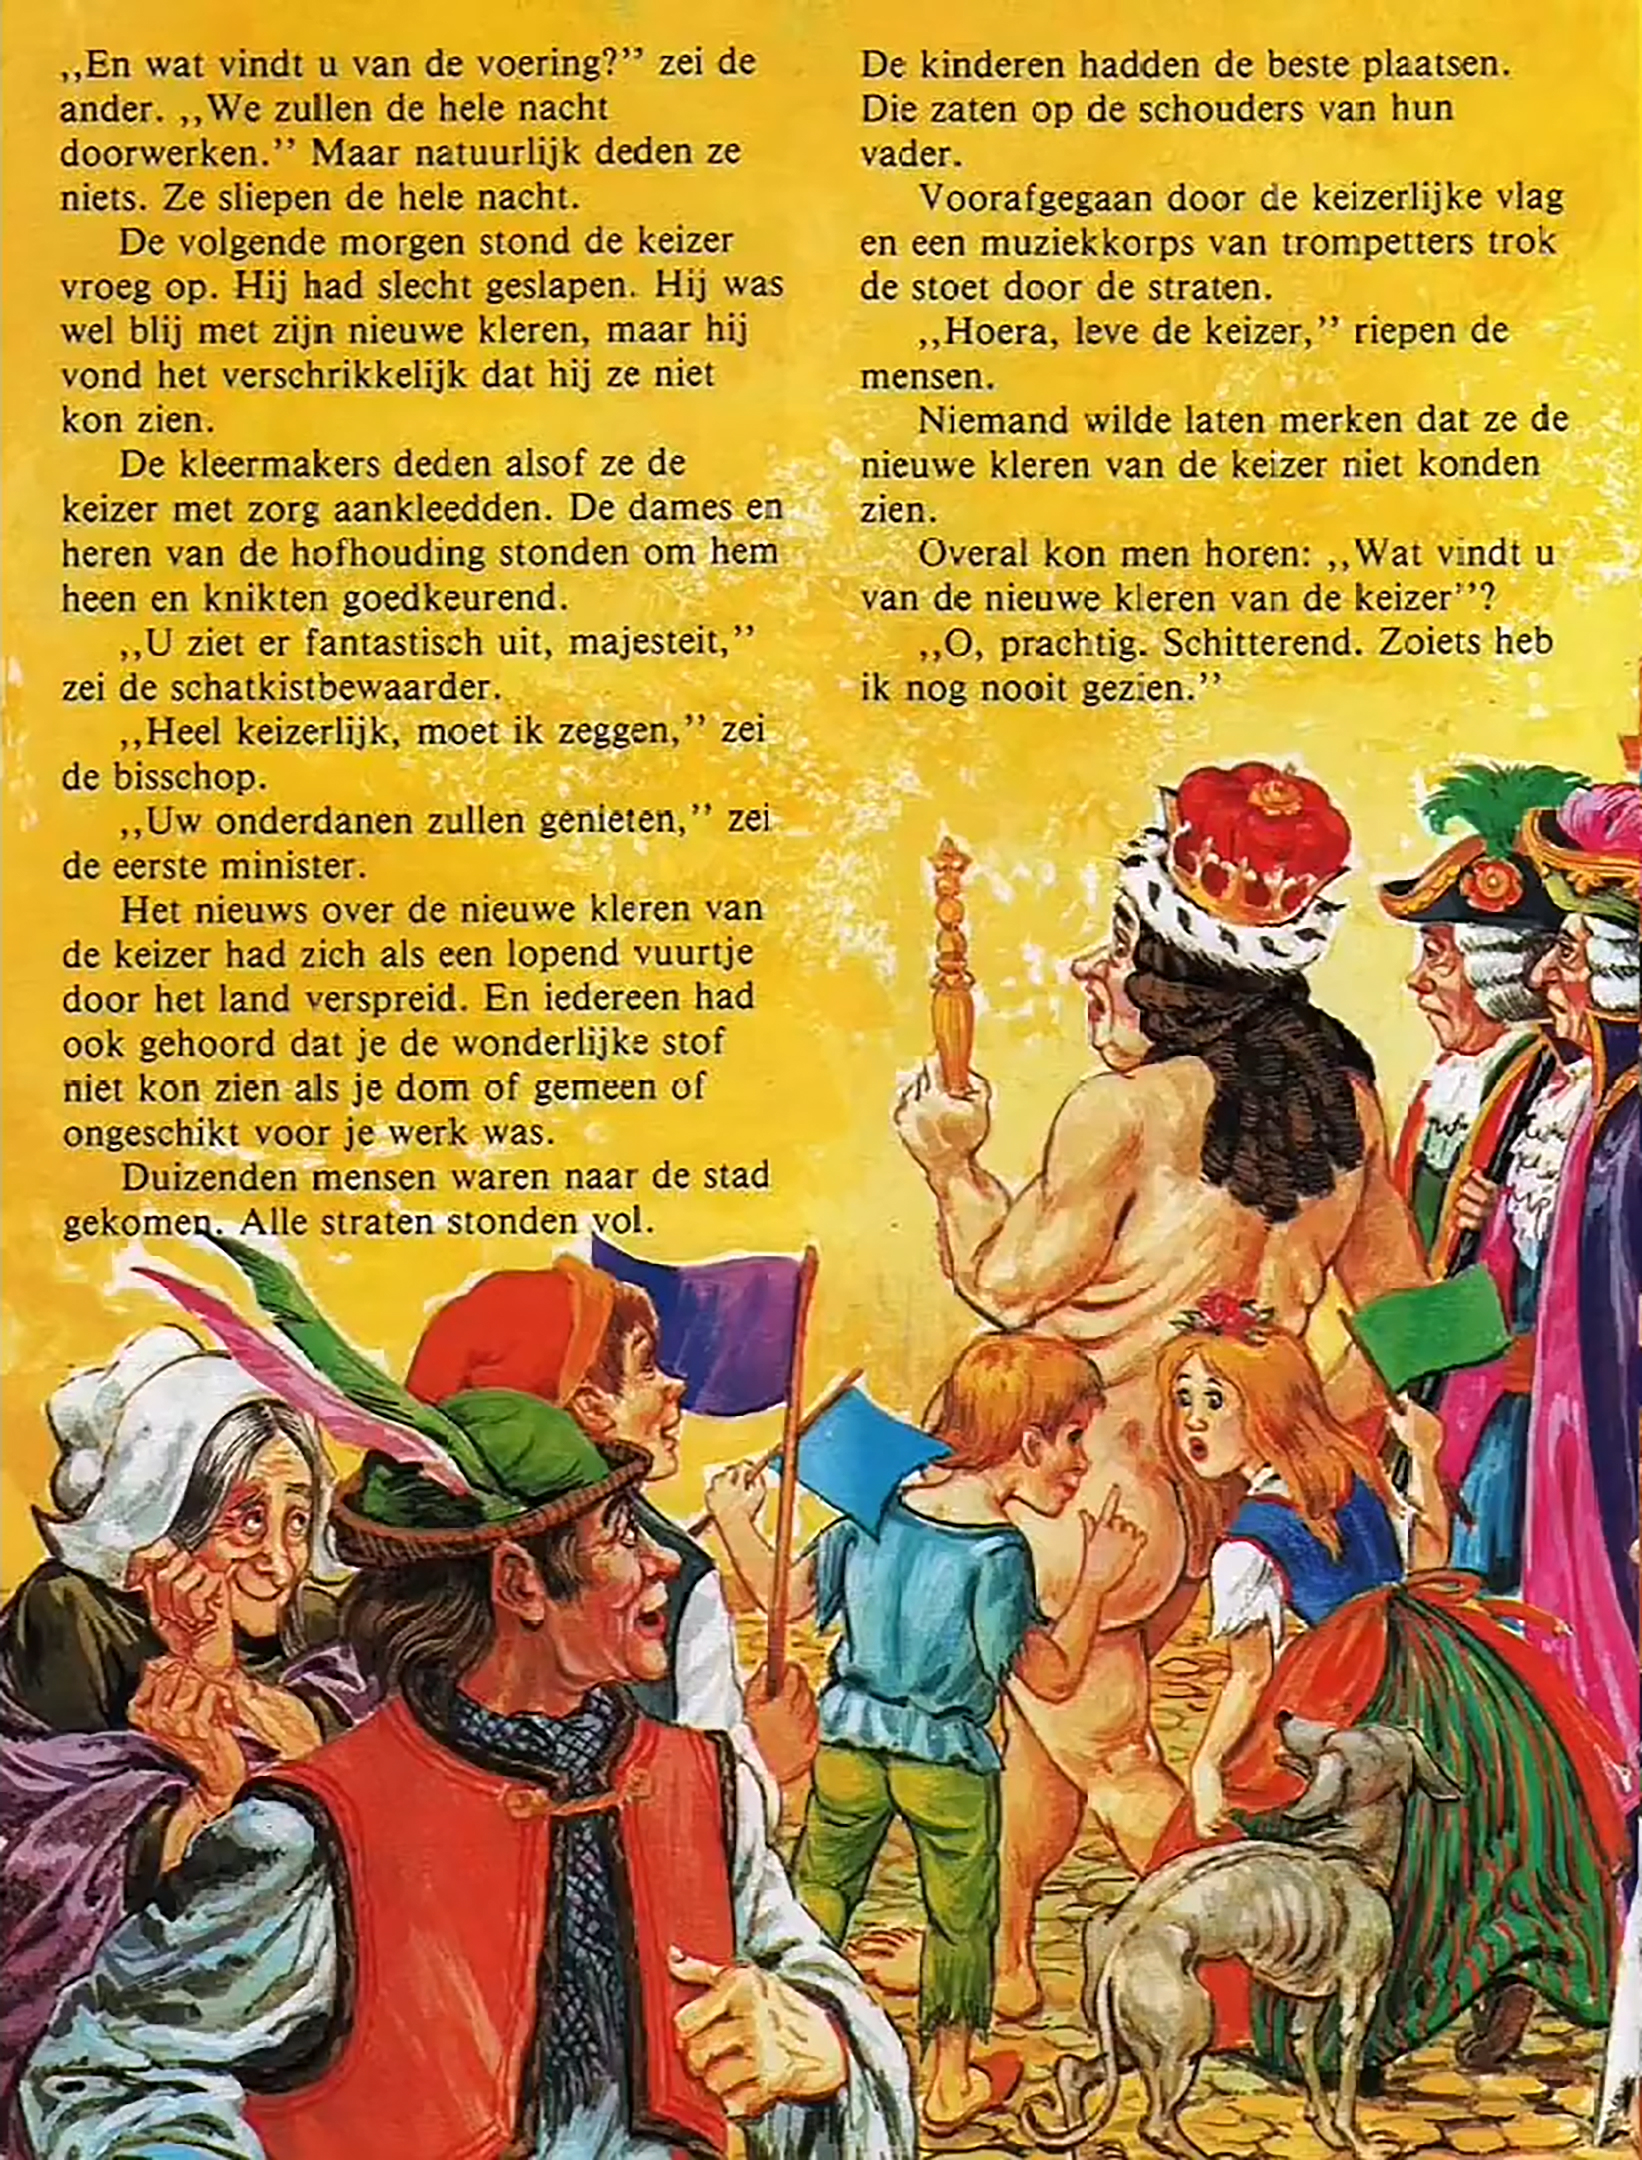 ,,En wat vindt u van de voering?’’ zei de
ander. ,,We zullen de hele nacht
doorwerken.’’ Maar natuurlijk deden ze
niets. Ze sliepen de hele nacht.
De volgende morgen stond de keizer
vroeg op. Hij had slecht geslapen. Hij was
wel blij met zijn nieuwe kleren, maar hij
vond het verschrikkelijk dat hij ze niet
kon zien.
De kleermakers deden alsof ze de
keizer met zorg aankleedden. De dames en
heren van de hofhouding stonden om hem
heen en knikten goedkeurend.
,,U ziet er fantastisch uit, majesteit,’’
zei de schatkistbewaarder.
,,Heel keizerlijk, moet ik zeggen,’’ zei
de bisschop.
,,Uw onderdanen zullen genieten,’’ zei
de eerste minister.
Het nieuws over de nieuwe kleren van
de keizer had zich als een lopend vuurtje
door het land verspreid. En iedereen had
ook gehoord dat je de wonderlijke stof
niet kon zien als je dom of gemeen of
ongeschikt voor je werk was.
Duizenden mensen waren naar de stad
gekomen. Alle straten stonden vol.
De kinderen hadden de beste plaatsen.
Die zaten op de schouders van hun
vader.
Voorafgegaan door de keizerlijke vlag
en een muziekkorps van trompetters trok
de stoet door de straten.
,,Hoera, leve de keizer,’’ riepen de
mensen.
Niemand wilde laten merken dat ze de
nieuwe kleren van de keizer niet konden
zien.
Overal kon men horen: ,,Wat vindt u
van de nieuwe kleren van de keizer’’?
,,O, prachtig. Schitterend. Zoiets heb
ik nog nooit gezien.’’